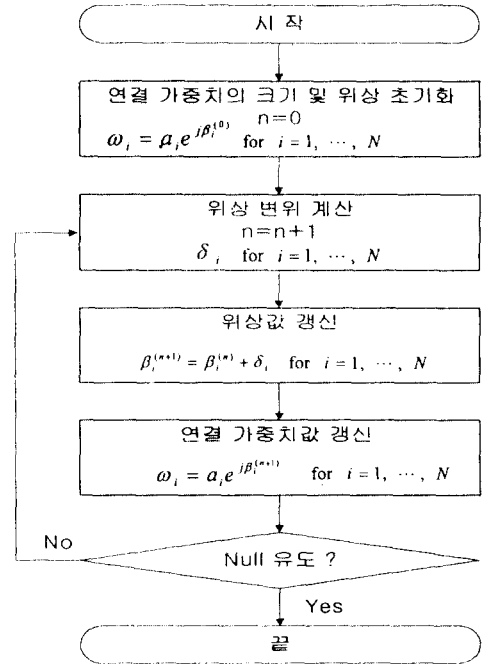 시 작
연결 가중치의 크기 및 위상 초기화
n=0
ω_i = a_i e^{jβ_i^{(0)}} for i = 1, ⋯, N
위상 변위 계산
n=n+1
δ_i for i = 1, ⋯, N
위상값 갱신
β_i^{(n+1)} = β_i^{(n)} + δ_i for i = 1, ⋯, N
연결 가중치값 갱신
ω_i = a_i e^{jβ_i^{(n+1)}} for i = 1, ⋯, N
No
Null 유도 ?
Yes
끝